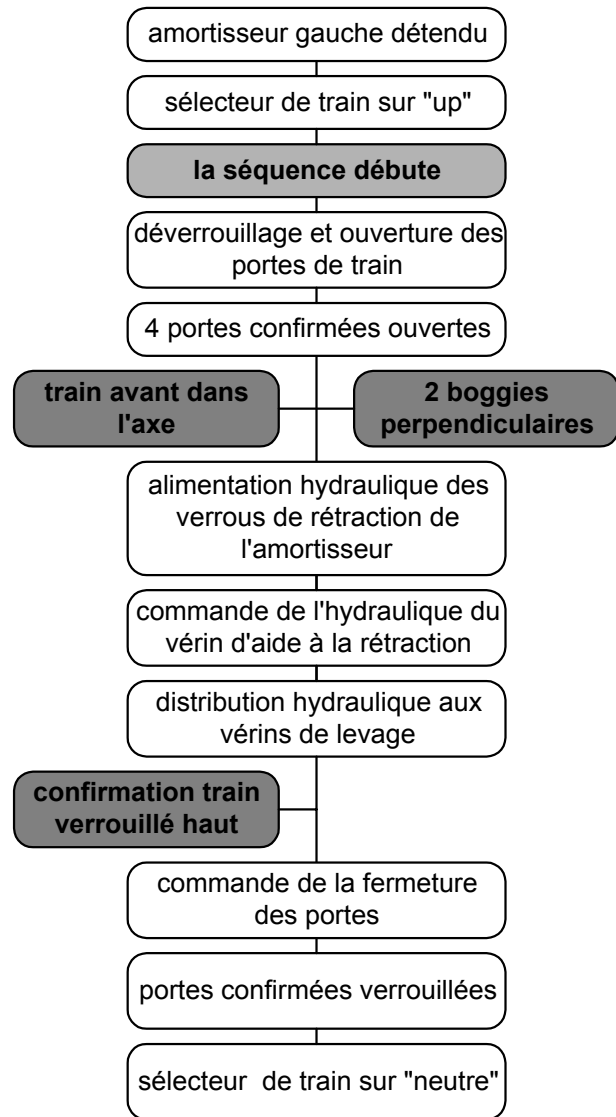 amortisseur gauche détendu
sélecteur de train sur "up"
la séquence débute
déverrouillage et ouverture des
portes de train
4 portes confirmées ouvertes
train avant dans
l'axe
2 boggies
perpendiculaires
alimentation hydraulique des
verrous de rétraction de
l'amortisseur
commande de l'hydraulique du
vérin d'aide à la rétraction
distribution hydraulique aux
vérins de levage
confirmation train
verrouillé haut
commande de la fermeture
des portes
portes confirmées verrouillées
sélecteur de train sur "neutre"